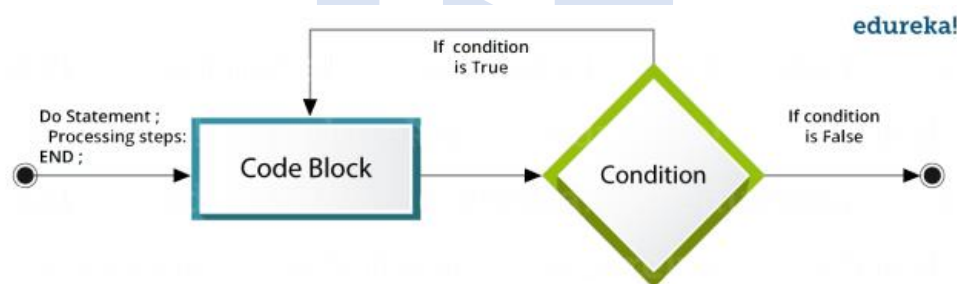 edureka!
If condition
is True
Do Statement ;
Processing steps:
END ;
Code Block
Condition
If condition
is False